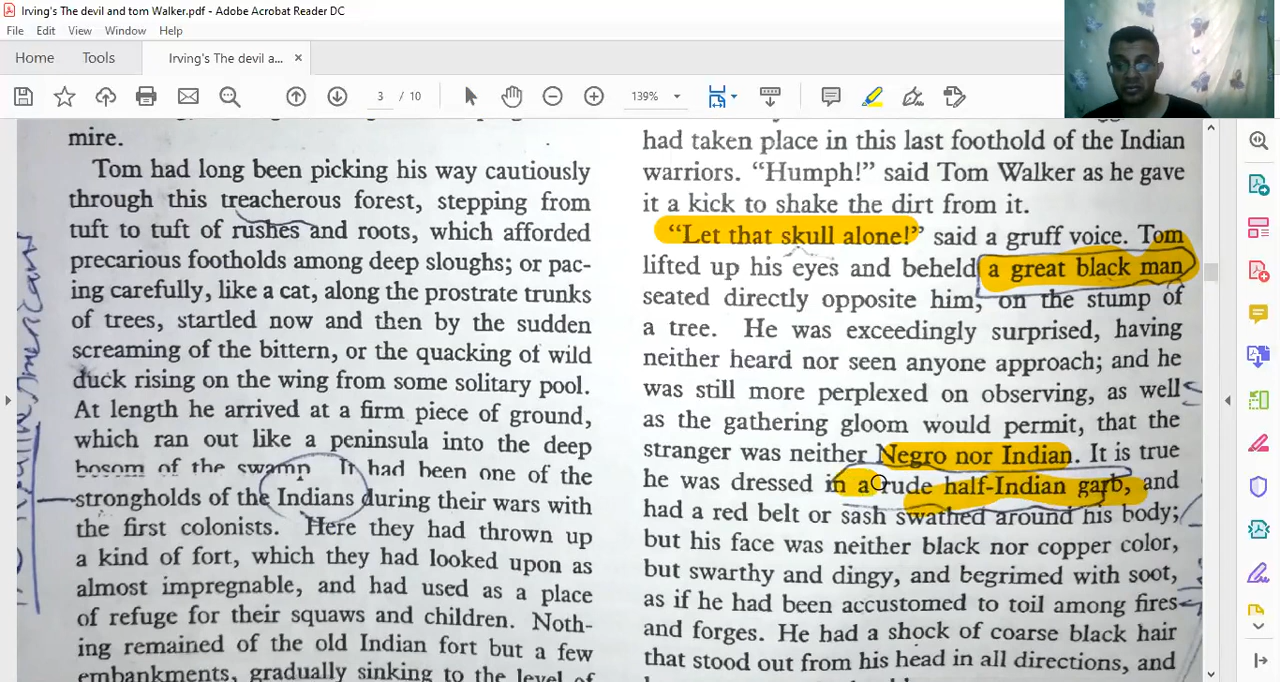 Irving's The devil and tom Walker.pdf - Adobe Acrobat Reader DC
File Edit View Window Help
Home Tools Irving's The devil a... ×
3 / 10 139%
mire.
Tom had long been picking his way cautiously
through this treacherous forest, stepping from
tuft to tuft of rushes and roots, which afforded
precarious footholds among deep sloughs; or pac-
ing carefully, like a cat, along the prostrate trunks
of trees, startled now and then by the sudden
screaming of the bittern, or the quacking of wild
duck rising on the wing from some solitary pool.
At length he arrived at a firm piece of ground,
which ran out like a peninsula into the deep
bosom of the swamp. It had been one of the
strongholds of the Indians during their wars with
the first colonists. Here they had thrown up
a kind of fort, which they had looked upon as
almost impregnable, and had used as a place
of refuge for their squaws and children. Noth-
ing remained of the old Indian fort but a few
embankments, gradually sinking to the level of
had taken place in this last foothold of the Indian
warriors. "Humph!" said Tom Walker as he gave
it a kick to shake the dirt from it.
"Let that skull alone!" said a gruff voice. Tom
lifted up his eyes and beheld a great black man
seated directly opposite him, on the stump of
a tree. He was exceedingly surprised, having
neither heard nor seen anyone approach; and he
was still more perplexed on observing, as well
as the gathering gloom would permit, that the
stranger was neither Negro nor Indian. It is true
he was dressed in a rude half-Indian garb, and
had a red belt or sash swathed around his body;
but his face was neither black nor copper color,
but swarthy and dingy, and begrimed with soot,
as if he had been accustomed to toil among fires
and forges. He had a shock of coarse black hair
that stood out from his head in all directions, and